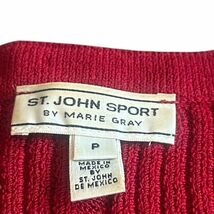 ST. JOHN SPORT
BY MARIE GRAY
P
MADE IN
MEXICO BY
ST. JOHN
DE MEXICO